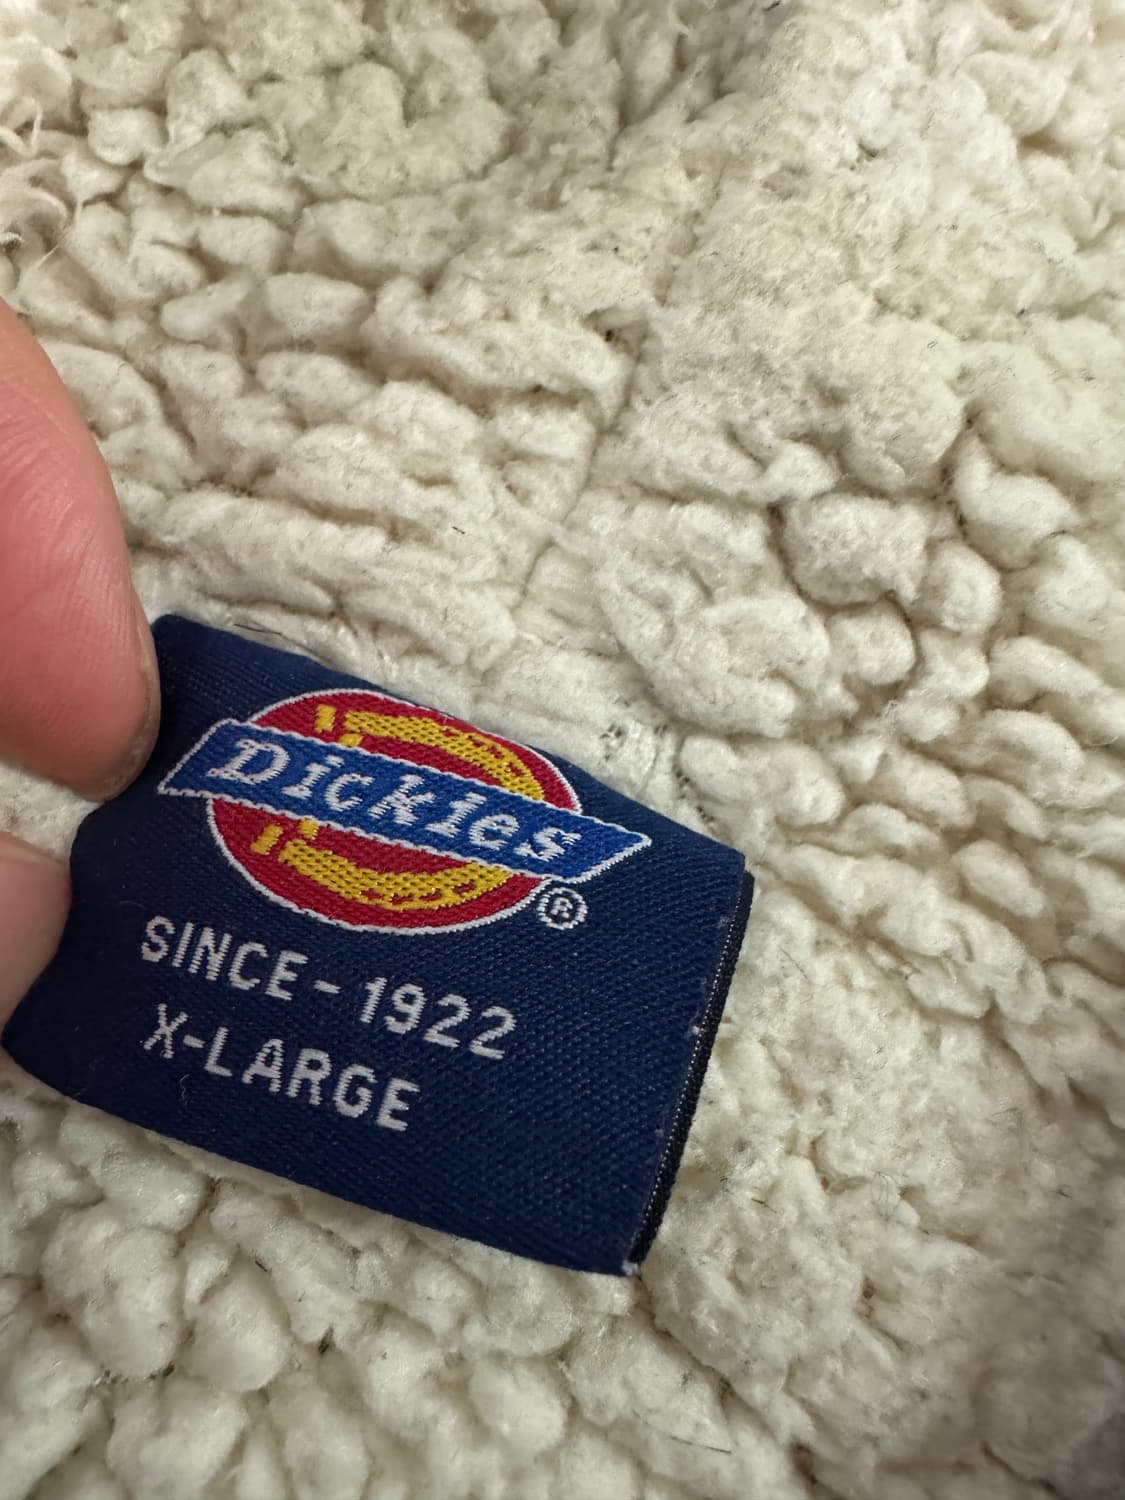 Dickies
®
SINCE - 1922
X-LARGE